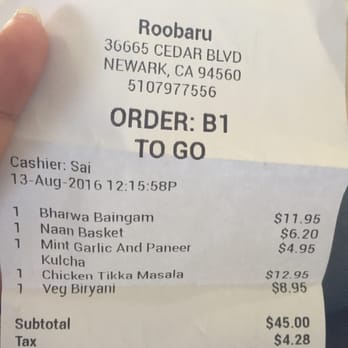 Roobaru
36665 CEDAR BLVD
NEWARK, CA 94560
5107977556
ORDER: B1
TO GO
Cashier: Sai
13-Aug-2016 12:15:58P
1 Bharwa Baingam $11.95
1 Naan Basket $6.20
1 Mint Garlic And Paneer $4.95
Kulcha
1 Chicken Tikka Masala $12.95
1 Veg Biryani $8.95
Subtotal $45.00
Tax $4.28